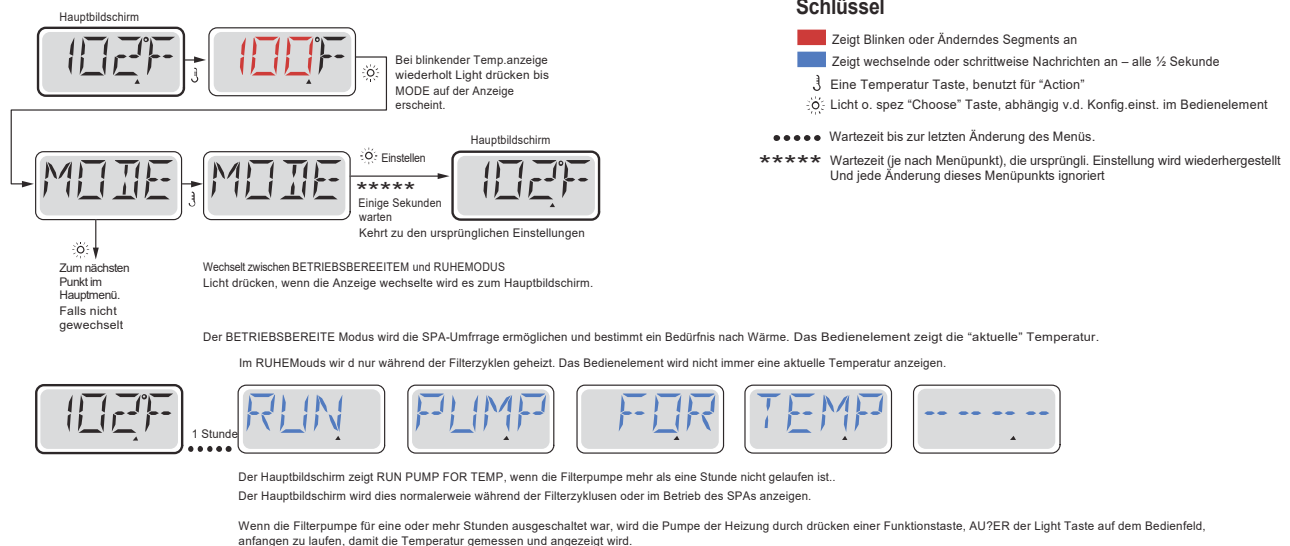 Hauptbildschirm
102°F
100°F
Bei blinkender Temp.anzeige
wiederholt Light drücken bis
MODE auf der Anzeige
erscheint.
Schlüssel
Zeigt Blinken oder Änderndes Segments an
Zeigt wechselnde oder schrittweise Nachrichten an – alle ½ Sekunde
Eine Temperatur Taste, benutzt für “Action”
Licht o. spez “Choose” Taste, abhängig v.d. Konfig.einst. im Bedienelement
••••• Wartezeit bis zur letzten Änderung des Menüs.
***** Wartezeit (je nach Menüpunkt), die ursprüngli. Einstellung wird wiederhergestellt
Und jede Änderung dieses Menüpunkts ignoriert
MODE
MODE
Einstellen
*****
Einige Sekunden
warten
Kehrt zu den ursprünglichen Einstellungen
Hauptbildschirm
102°F
Zum nächsten
Punkt im
Hauptmenü.
Falls nicht
gewechselt
Wechselt zwischen BETRIEBSBEREEITEM und RUHEMODUS
Licht drücken, wenn die Anzeige wechselte wird es zum Hauptbildschirm.
Der BETRIEBSBEREITE Modus wird die SPA-Umfrrage ermöglichen und bestimmt ein Bedürfnis nach Wärme. Das Bedienelement zeigt die “aktuelle” Temperatur.
Im RUHEMouds wir d nur während der Filterzyklen geheizt. Das Bedienelement wird nicht immer eine aktuelle Temperatur anzeigen.
102°F
1 Stunde
•••••
RUN
PUMP
FOR
TEMP
-- -- -- --
Der Hauptbildschirm zeigt RUN PUMP FOR TEMP, wenn die Filterpumpe mehr als eine Stunde nicht gelaufen ist..
Der Hauptbildschirm wird dies normalerweie während der Filterzyklusen oder im Betrieb des SPAs anzeigen.
Wenn die Filterpumpe für eine oder mehr Stunden ausgeschaltet war, wird die Pumpe der Heizung durch drücken einer Funktionstaste, AU?ER der Light Taste auf dem Bedienfeld,
anfangen zu laufen, damit die Temperatur gemessen und angezeigt wird.